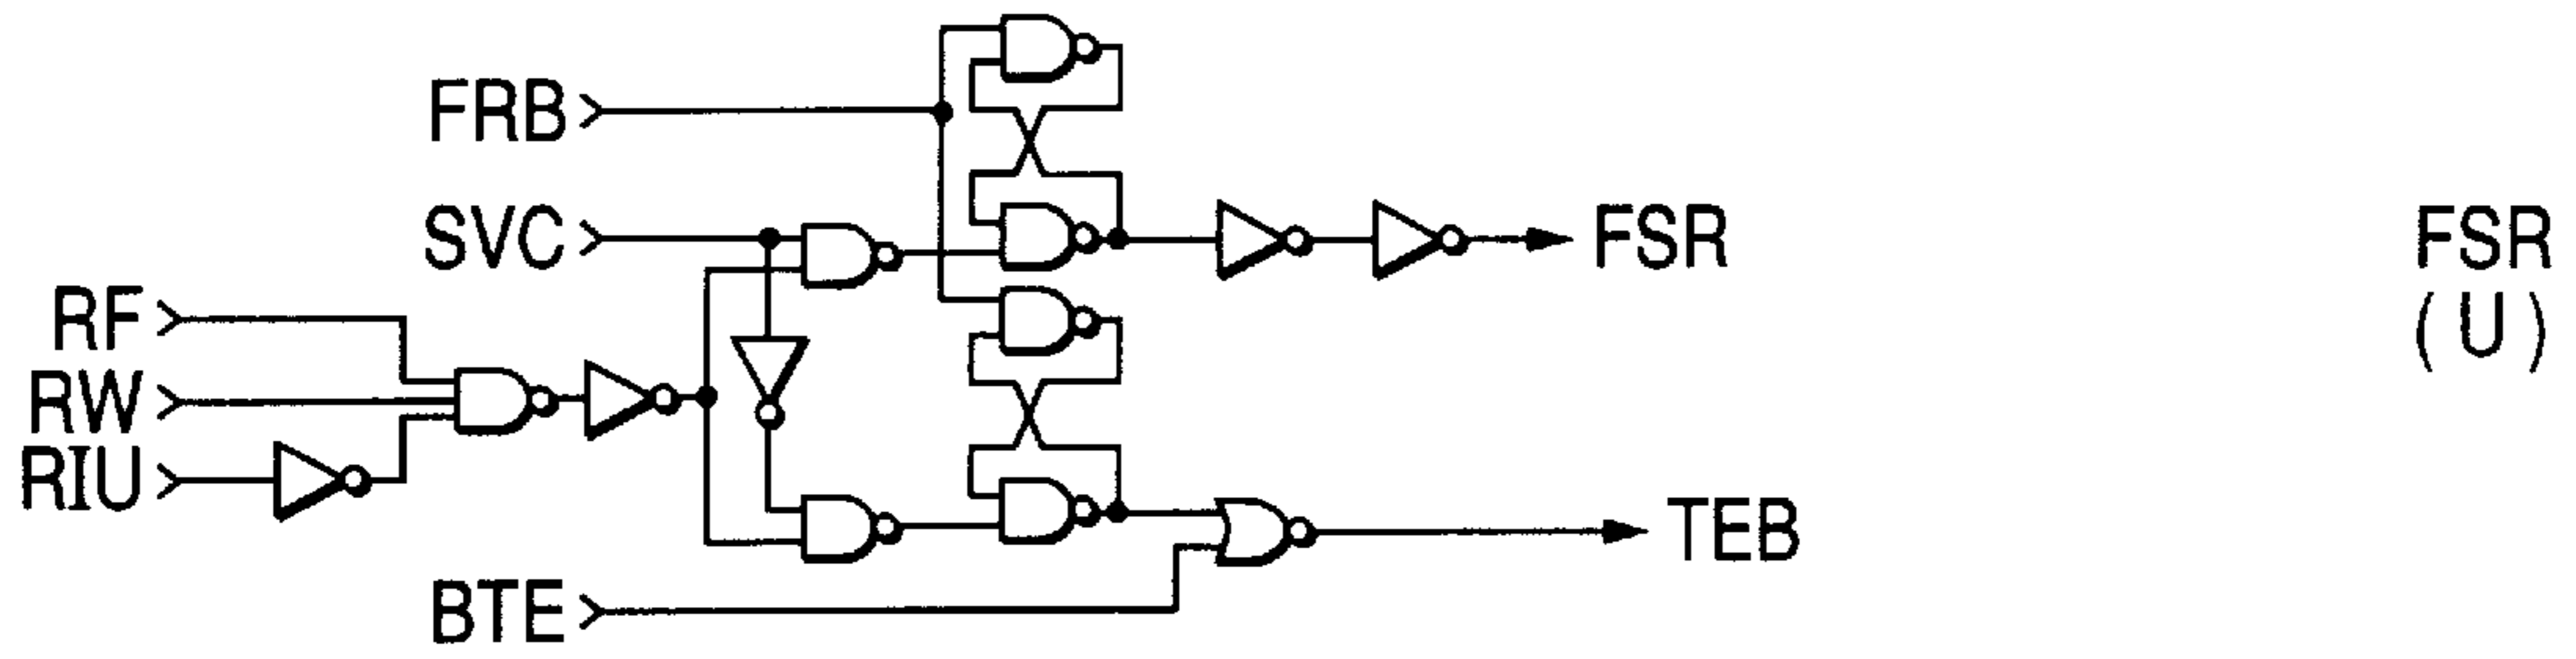 FRB
SVC
FSR
FSR
(U)
RF
RW
RIU
TEB
BTE